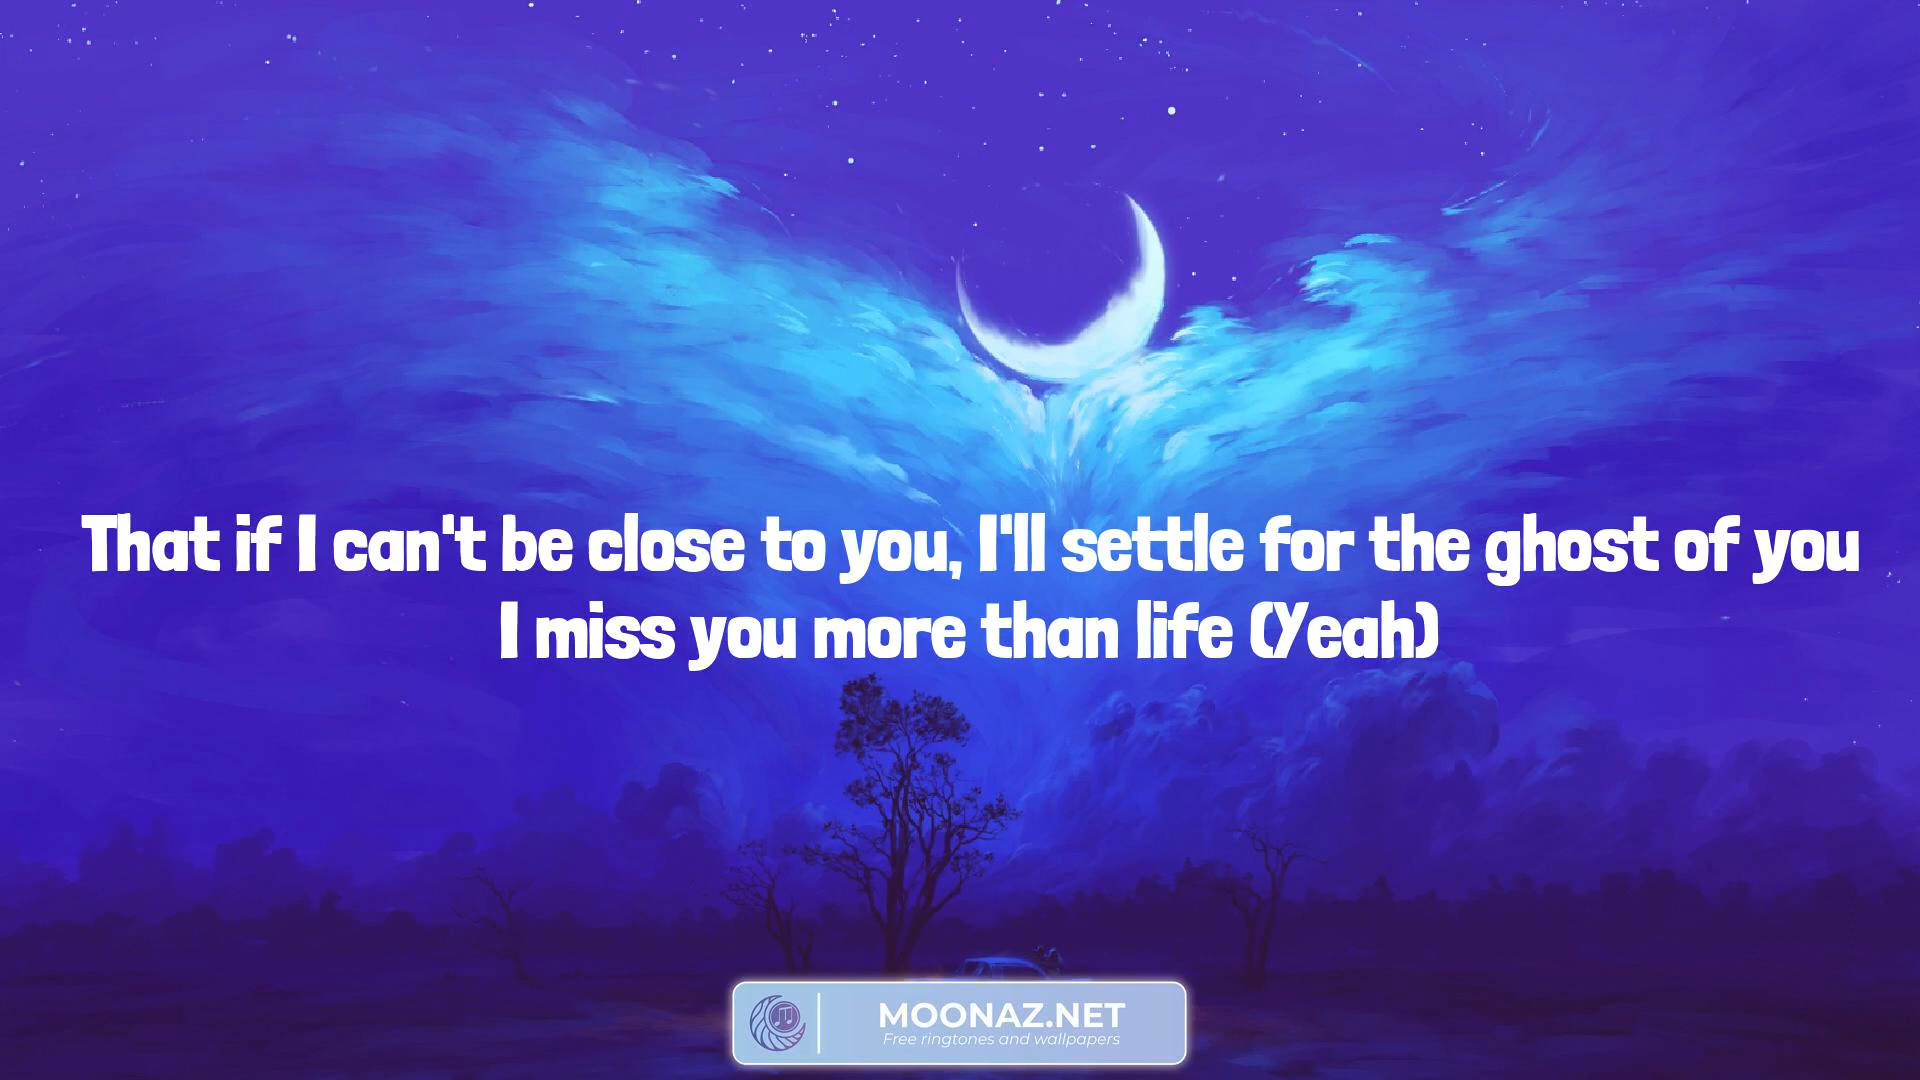 That if I can't be close to you, I'll settle for the ghost of you
I miss you more than life (Yeah)
MOONAZ.NET
Free ringtones and wallpapers